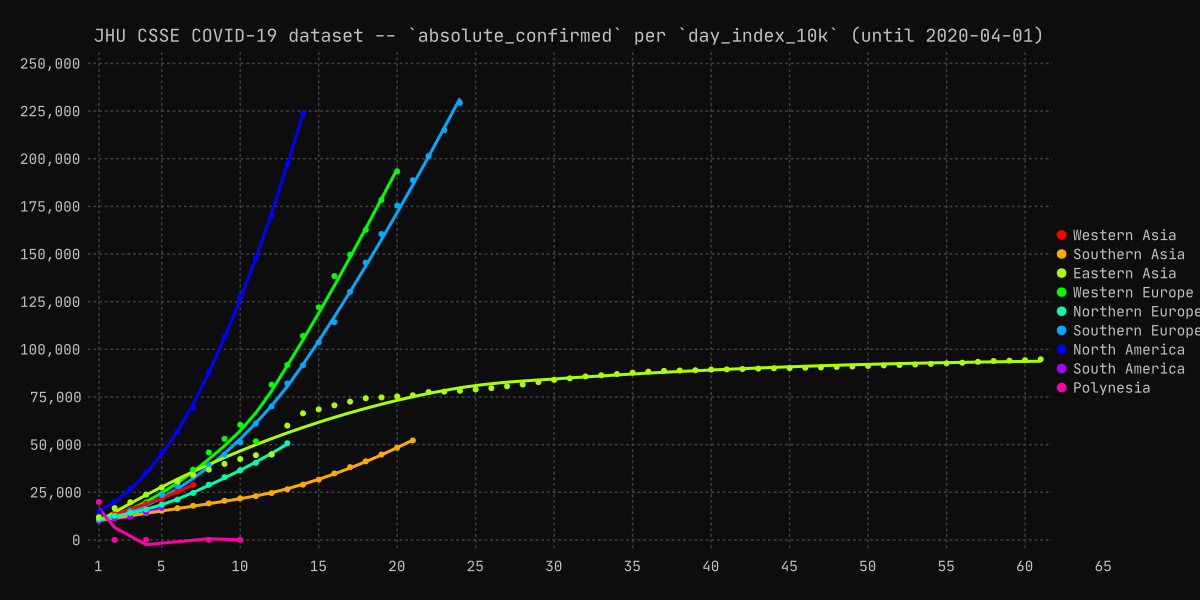 JHU CSSE COVID-19 dataset -- `absolute_confirmed` per `day_index_10k` (until 2020-04-01)
250,000
225,000
200,000
175,000
150,000
125,000
100,000
75,000
50,000
25,000
0
1 5 10 15 20 25 30 35 40 45 50 55 60 65
Western Asia
Southern Asia
Eastern Asia
Western Europe
Northern Europe
Southern Europe
North America
South America
Polynesia